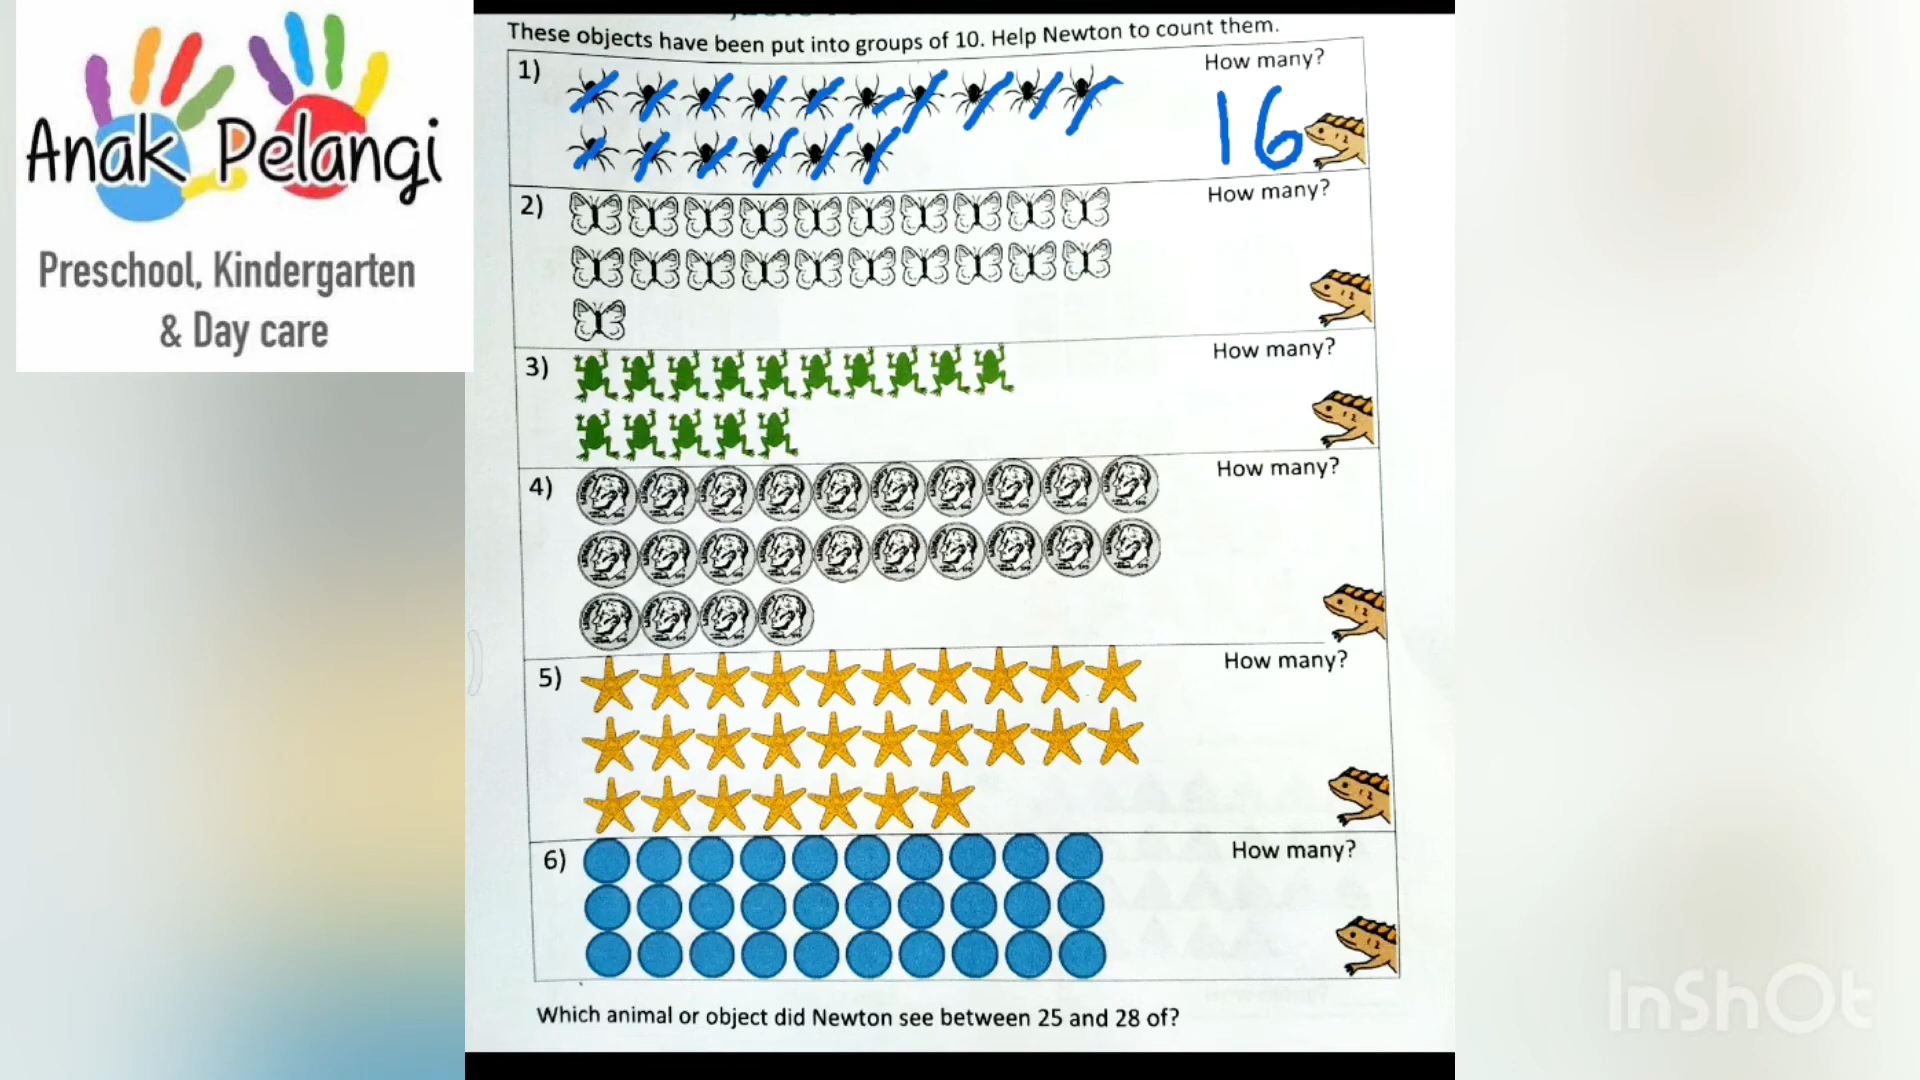 Anak Pelangi
Preschool, Kindergarten
& Day care
These objects have been put into groups of 10. Help Newton to count them.
1)
How many?
16
2)
How many?
3)
How many?
4)
How many?
5)
How many?
6)
How many?
Which animal or object did Newton see between 25 and 28 of?
InShOt